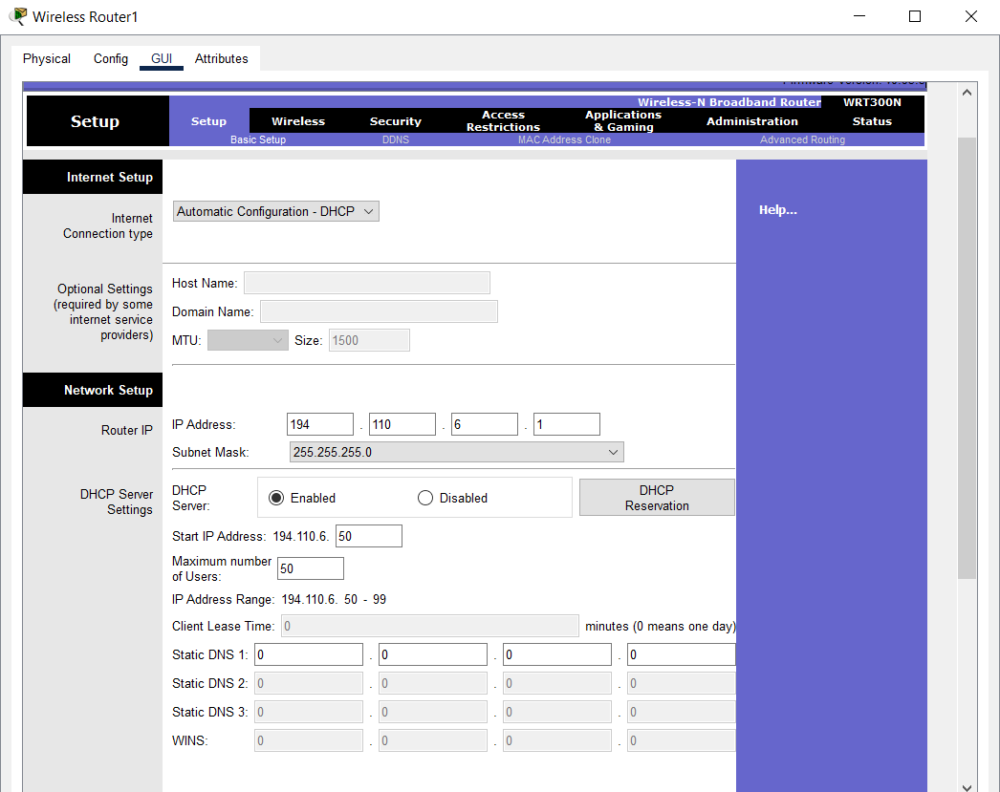 Wireless Router1
Physical Config GUI Attributes
Wireless-N Broadband Router WRT300N
Setup
Setup Wireless Security Access Restrictions Applications & Gaming Administration Status
Basic Setup DDNS MAC Address Clone Advanced Routing
Internet Setup
Help...
Internet Connection type
Automatic Configuration - DHCP
Optional Settings (required by some internet service providers)
Host Name:
Domain Name:
MTU: Size: 1500
Network Setup
Router IP
IP Address: 194 . 110 . 6 . 1
Subnet Mask: 255.255.255.0
DHCP Server Settings
DHCP Server: Enabled Disabled DHCP Reservation
Start IP Address: 194.110.6. 50
Maximum number of Users: 50
IP Address Range: 194.110.6. 50 - 99
Client Lease Time: 0 minutes (0 means one day)
Static DNS 1: 0 . 0 . 0 . 0
Static DNS 2: 0 . 0 . 0 . 0
Static DNS 3: 0 . 0 . 0 . 0
WINS: 0 . 0 . 0 . 0